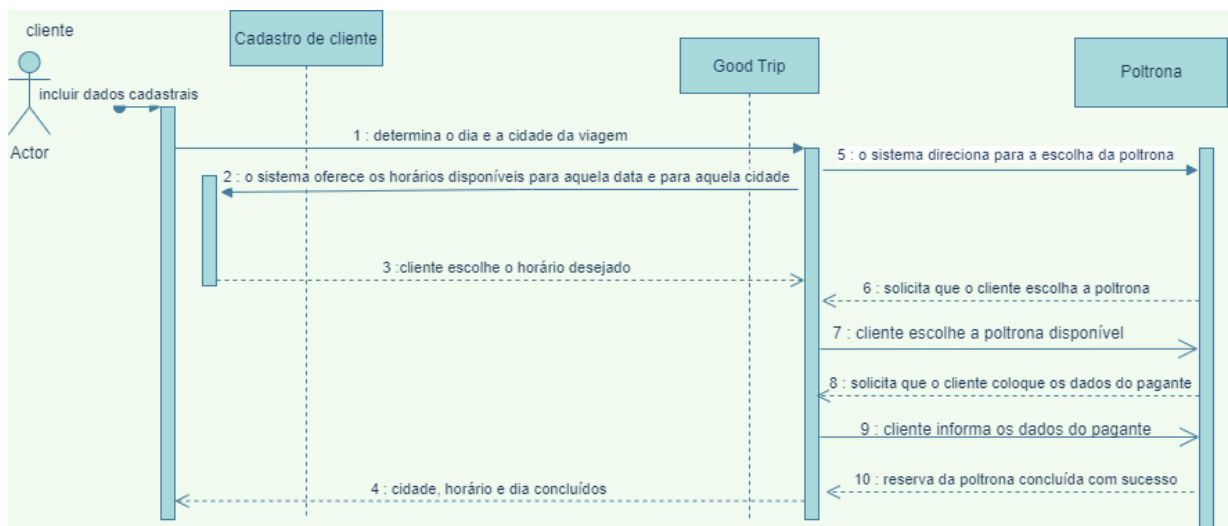 cliente
Cadastro de cliente
Good Trip
Poltrona
incluir dados cadastrais
Actor
1 : determina o dia e a cidade da viagem
5 : o sistema direciona para a escolha da poltrona
2 : o sistema oferece os horários disponíveis para aquela data e para aquela cidade
3 :cliente escolhe o horário desejado
6 : solicita que o cliente escolha a poltrona
7 : cliente escolhe a poltrona disponível
8 : solicita que o cliente coloque os dados do pagante
9 : cliente informa os dados do pagante
4 : cidade, horário e dia concluídos
10 : reserva da poltrona concluída com sucesso